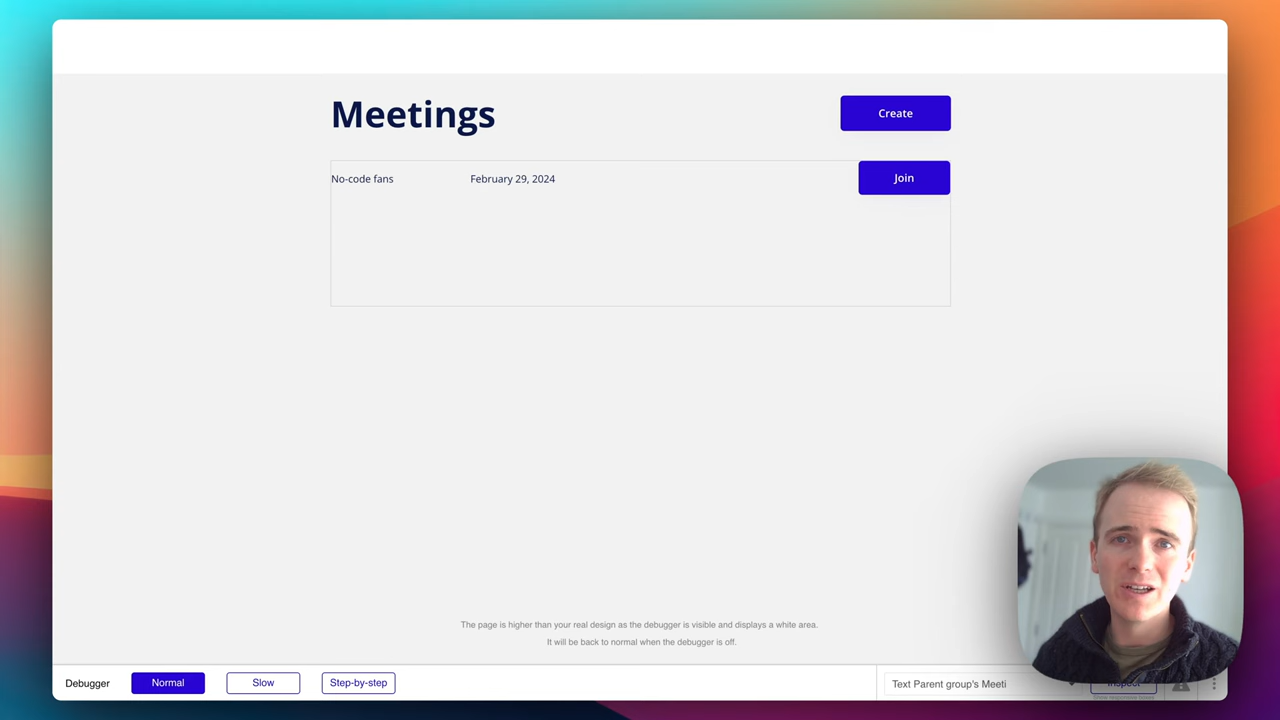 Meetings
Create
No-code fans
February 29, 2024
Join
The page is higher than your real design as the debugger is visible and displays a white area.
It will be back to normal when the debugger is off.
Debugger
Normal
Slow
Step-by-step
Text Parent group's Meeti
Inspect